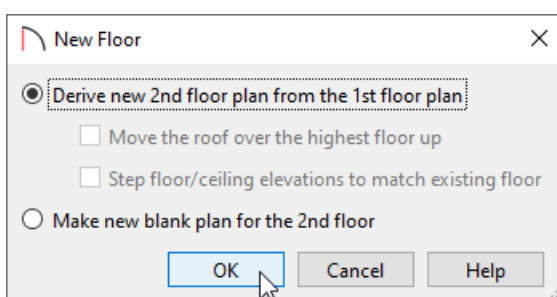 New Floor
Derive new 2nd floor plan from the 1st floor plan
Move the roof over the highest floor up
Step floor/ceiling elevations to match existing floor
Make new blank plan for the 2nd floor
OK Cancel Help